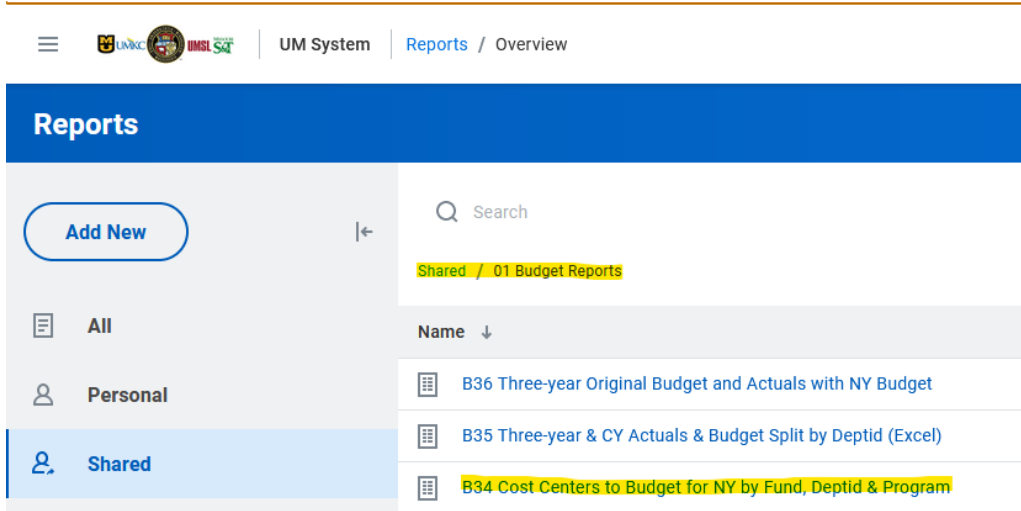 UMKC UMSL S&T UM System Reports / Overview
Reports
Add New
Search
Shared / 01 Budget Reports
All
Name ↓
Personal
B36 Three-year Original Budget and Actuals with NY Budget
B35 Three-year & CY Actuals & Budget Split by Deptid (Excel)
Shared
B34 Cost Centers to Budget for NY by Fund, Deptid & Program